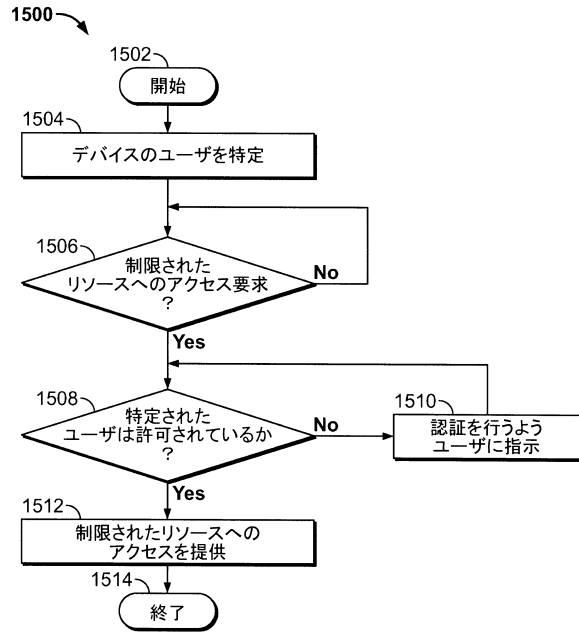 1500
1502
開始
1504
デバイスのユーザを特定
1506
制限された
リソースへのアクセス要求
?
No
Yes
1508
特定された
ユーザは許可されているか
?
No
1510
認証を行うよう
ユーザに指示
Yes
1512
制限されたリソースへの
アクセスを提供
1514
終了